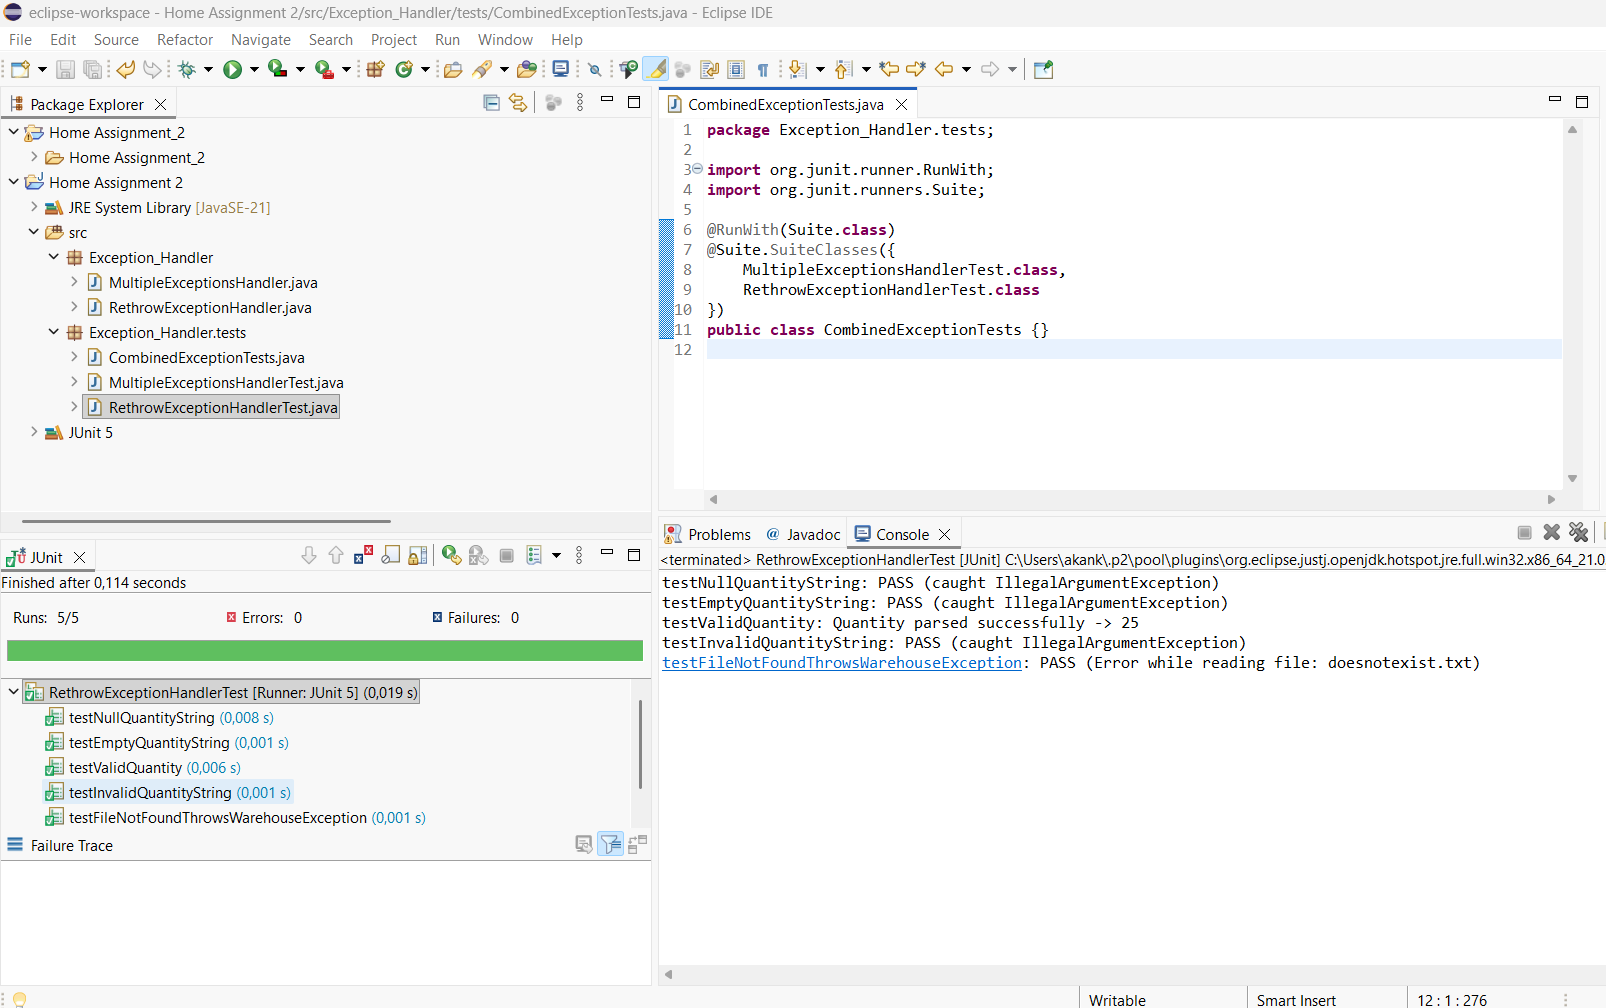 eclipse-workspace - Home Assignment 2/src/Exception_Handler/tests/CombinedExceptionTests.java - Eclipse IDE
File Edit Source Refactor Navigate Search Project Run Window Help
Package Explorer
Home Assignment_2
Home Assignment_2
Home Assignment 2
JRE System Library [JavaSE-21]
src
Exception_Handler
MultipleExceptionsHandler.java
RethrowExceptionHandler.java
Exception_Handler.tests
CombinedExceptionTests.java
MultipleExceptionsHandlerTest.java
RethrowExceptionHandlerTest.java
JUnit 5
CombinedExceptionTests.java
1 package Exception_Handler.tests;
2
3 import org.junit.runner.RunWith;
4 import org.junit.runners.Suite;
5
6 @RunWith(Suite.class)
7 @Suite.SuiteClasses({
8     MultipleExceptionsHandlerTest.class,
9     RethrowExceptionHandlerTest.class
10 })
11 public class CombinedExceptionTests {}
12
JUnit
Finished after 0,114 seconds
Runs: 5/5 Errors: 0 Failures: 0
RethrowExceptionHandlerTest [Runner: JUnit 5] (0,019 s)
testNullQuantityString (0,008 s)
testEmptyQuantityString (0,001 s)
testValidQuantity (0,006 s)
testInvalidQuantityString (0,001 s)
testFileNotFoundThrowsWarehouseException (0,001 s)
Failure Trace
Problems @ Javadoc Console
<terminated> RethrowExceptionHandlerTest [JUnit] C:\Users\akank\.p2\pool\plugins\org.eclipse.justj.openjdk.hotspot.jre.full.win32.x86_64_21.0
testNullQuantityString: PASS (caught IllegalArgumentException)
testEmptyQuantityString: PASS (caught IllegalArgumentException)
testValidQuantity: Quantity parsed successfully -> 25
testInvalidQuantityString: PASS (caught IllegalArgumentException)
testFileNotFoundThrowsWarehouseException: PASS (Error while reading file: doesnotexist.txt)
Writable Smart Insert 12 : 1 : 276